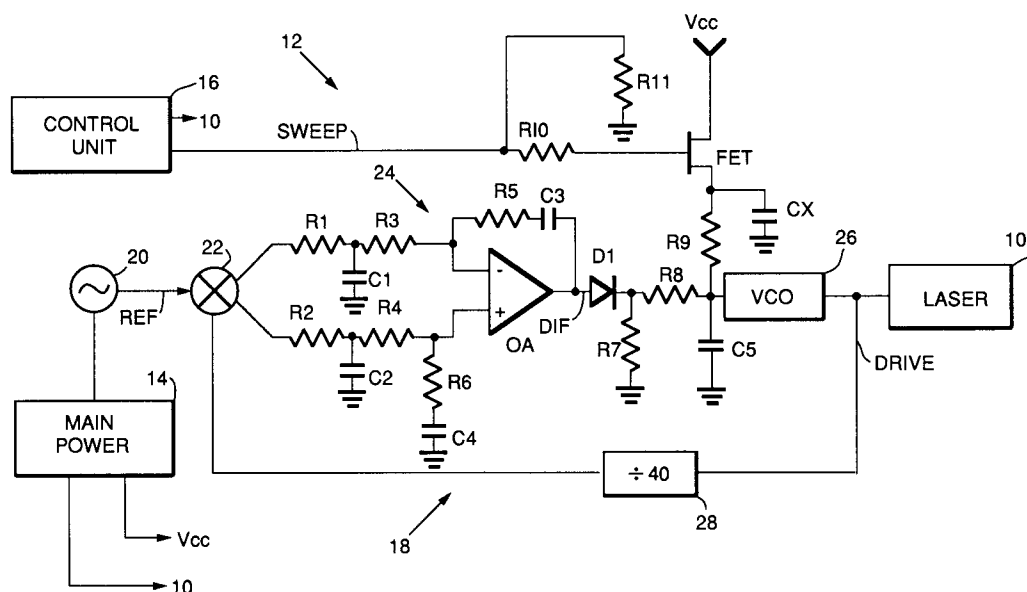 Vcc
12
16
CONTROL
UNIT
10
SWEEP
R11
R10
FET
24
R5
C3
CX
R1
R3
R9
26
10
20
22
C1
-
D1
R8
VCO
LASER
REF
R2
R4
+
DIF
OA
R7
C5
DRIVE
14
C2
R6
MAIN
POWER
C4
÷ 40
28
18
Vcc
10